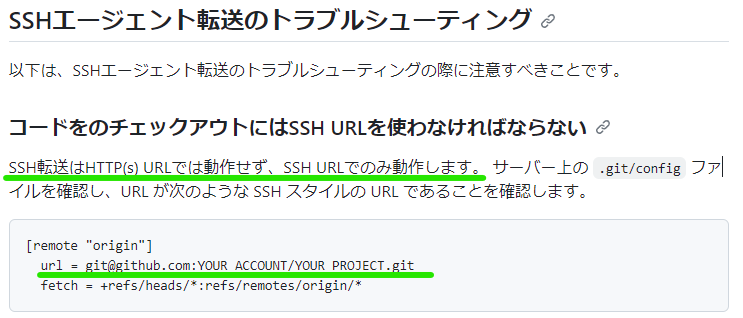 SSHエージェント転送のトラブルシューティング
以下は、SSHエージェント転送のトラブルシューティングの際に注意すべきことです。
コードをのチェックアウトにはSSH URLを使わなければならない
SSH転送はHTTP(s) URLでは動作せず、SSH URLでのみ動作します。 サーバー上の .git/config ファ
イルを確認し、URL が次のような SSH スタイルの URL であることを確認します。
[remote "origin"]
url = git@github.com:YOUR_ACCOUNT/YOUR_PROJECT.git
fetch = +refs/heads/*:refs/remotes/origin/*